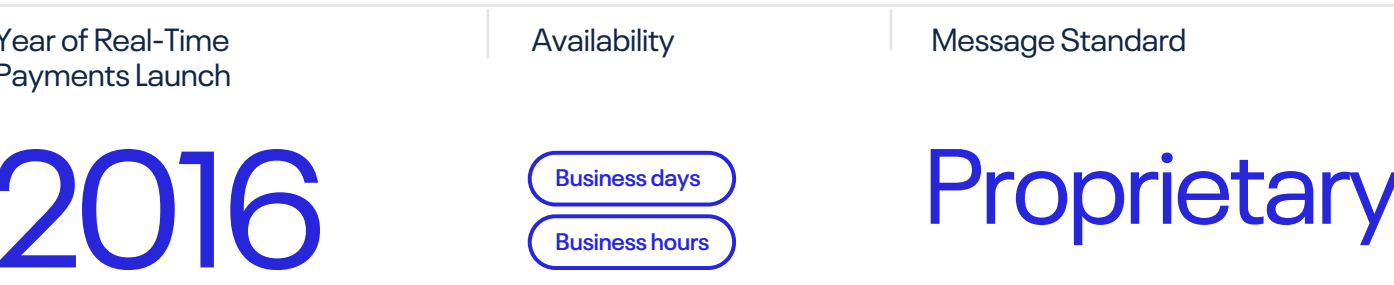 Year of Real-Time
Payments Launch
2016
Availability
Business days
Business hours
Message Standard
Proprietary